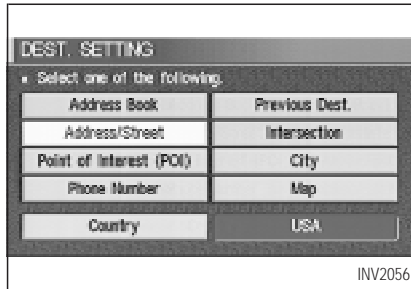 DEST. SETTING
Select one of the following.
Address Book
Previous Dest.
Address/Street
Intersection
Point of Interest (POI)
City
Phone Number
Map
Country
USA
INV2056